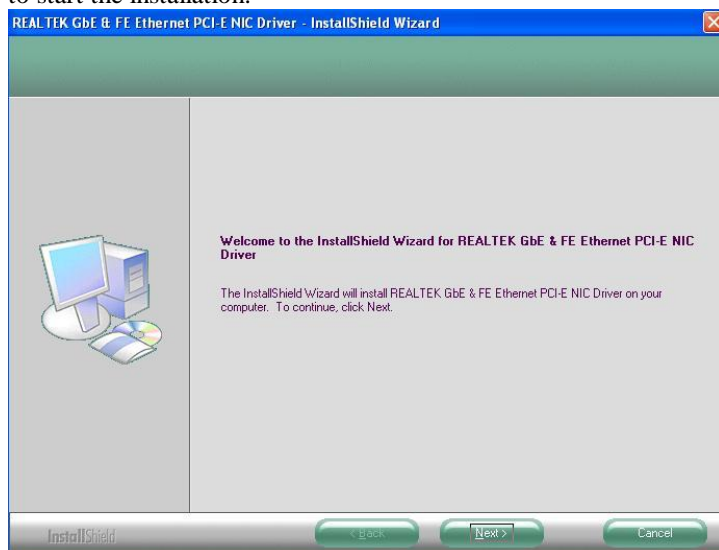 to start the installation.
REALTEK GbE & FE Ethernet PCI-E NIC Driver - InstallShield Wizard
Welcome to the InstallShield Wizard for REALTEK GbE & FE Ethernet PCI-E NIC
Driver
The InstallShield Wizard will install REALTEK GbE & FE Ethernet PCI-E NIC Driver on your
computer. To continue, click Next.
InstallShield
< Back
Next >
Cancel